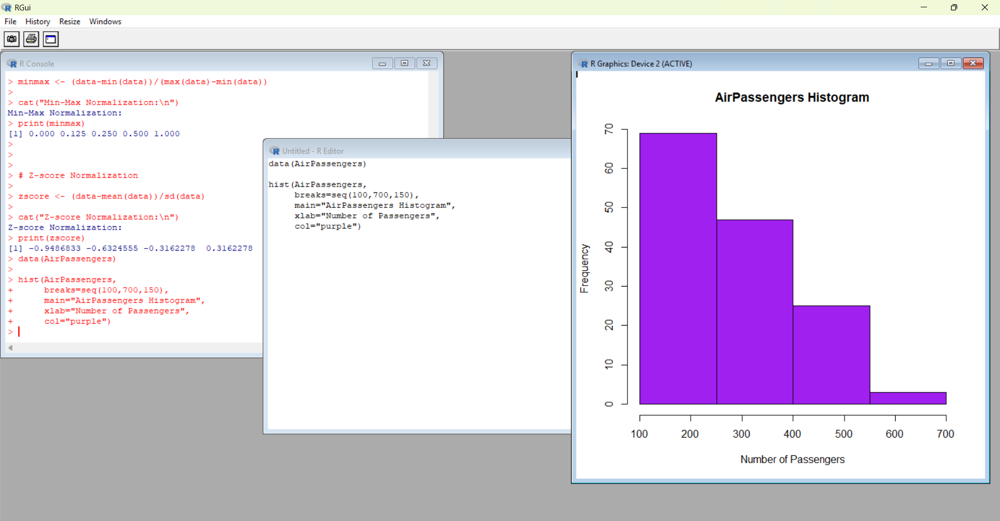 RGui
File History Resize Windows
R Console
> minmax <- (data-min(data))/(max(data)-min(data))
>
> cat("Min-Max Normalization:\n")
Min-Max Normalization:
> print(minmax)
[1] 0.000 0.125 0.250 0.500 1.000
>
>
>
> # Z-score Normalization
>
> zscore <- (data-mean(data))/sd(data)
>
> cat("Z-score Normalization:\n")
Z-score Normalization:
> print(zscore)
[1] -0.9486833 -0.6324555 -0.3162278  0.3162278
> data(AirPassengers)
>
> hist(AirPassengers,
+      breaks=seq(100,700,150),
+      main="AirPassengers Histogram",
+      xlab="Number of Passengers",
+      col="purple")
>
Untitled - R Editor
data(AirPassengers)
hist(AirPassengers,
     breaks=seq(100,700,150),
     main="AirPassengers Histogram",
     xlab="Number of Passengers",
     col="purple")
R Graphics: Device 2 (ACTIVE)
AirPassengers Histogram
Frequency
70
60
50
40
30
20
10
0
100 200 300 400 500 600 700
Number of Passengers